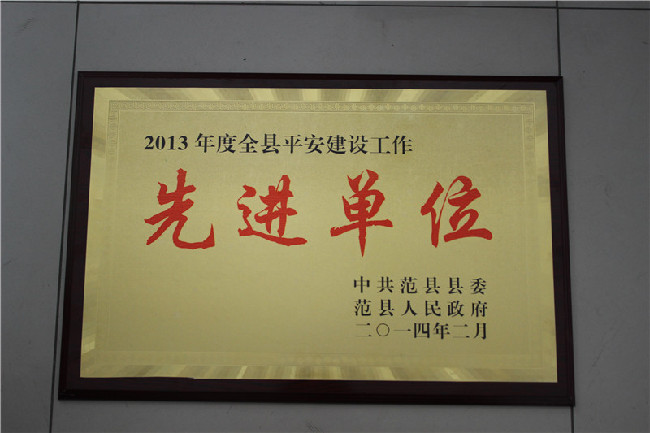 2013年度全县平安建设工作
先进单位
中共范县县委
范县人民政府
二〇一四年二月